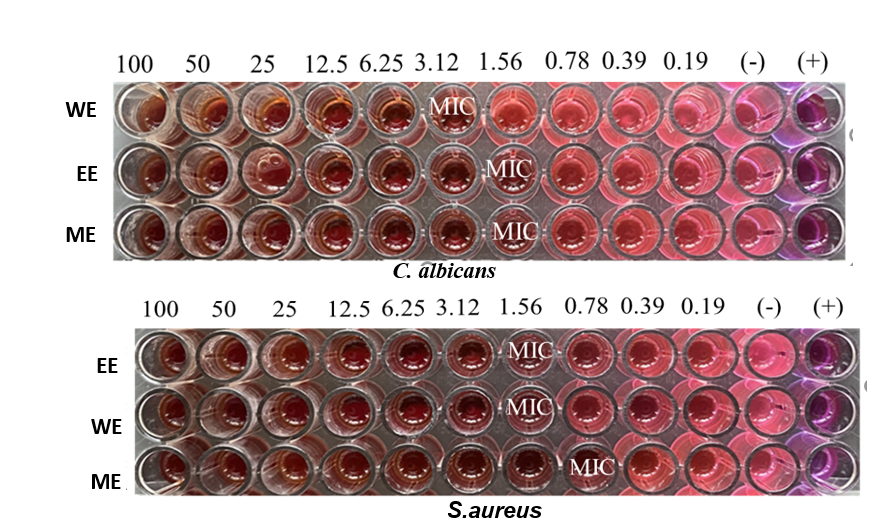 100 50 25 12.5 6.25 3.12 1.56 0.78 0.39 0.19 (-) (+)
WE MIC
EE MIC
ME MIC
C. albicans
100 50 25 12.5 6.25 3.12 1.56 0.78 0.39 0.19 (-) (+)
EE MIC
WE MIC
ME MIC
S.aureus